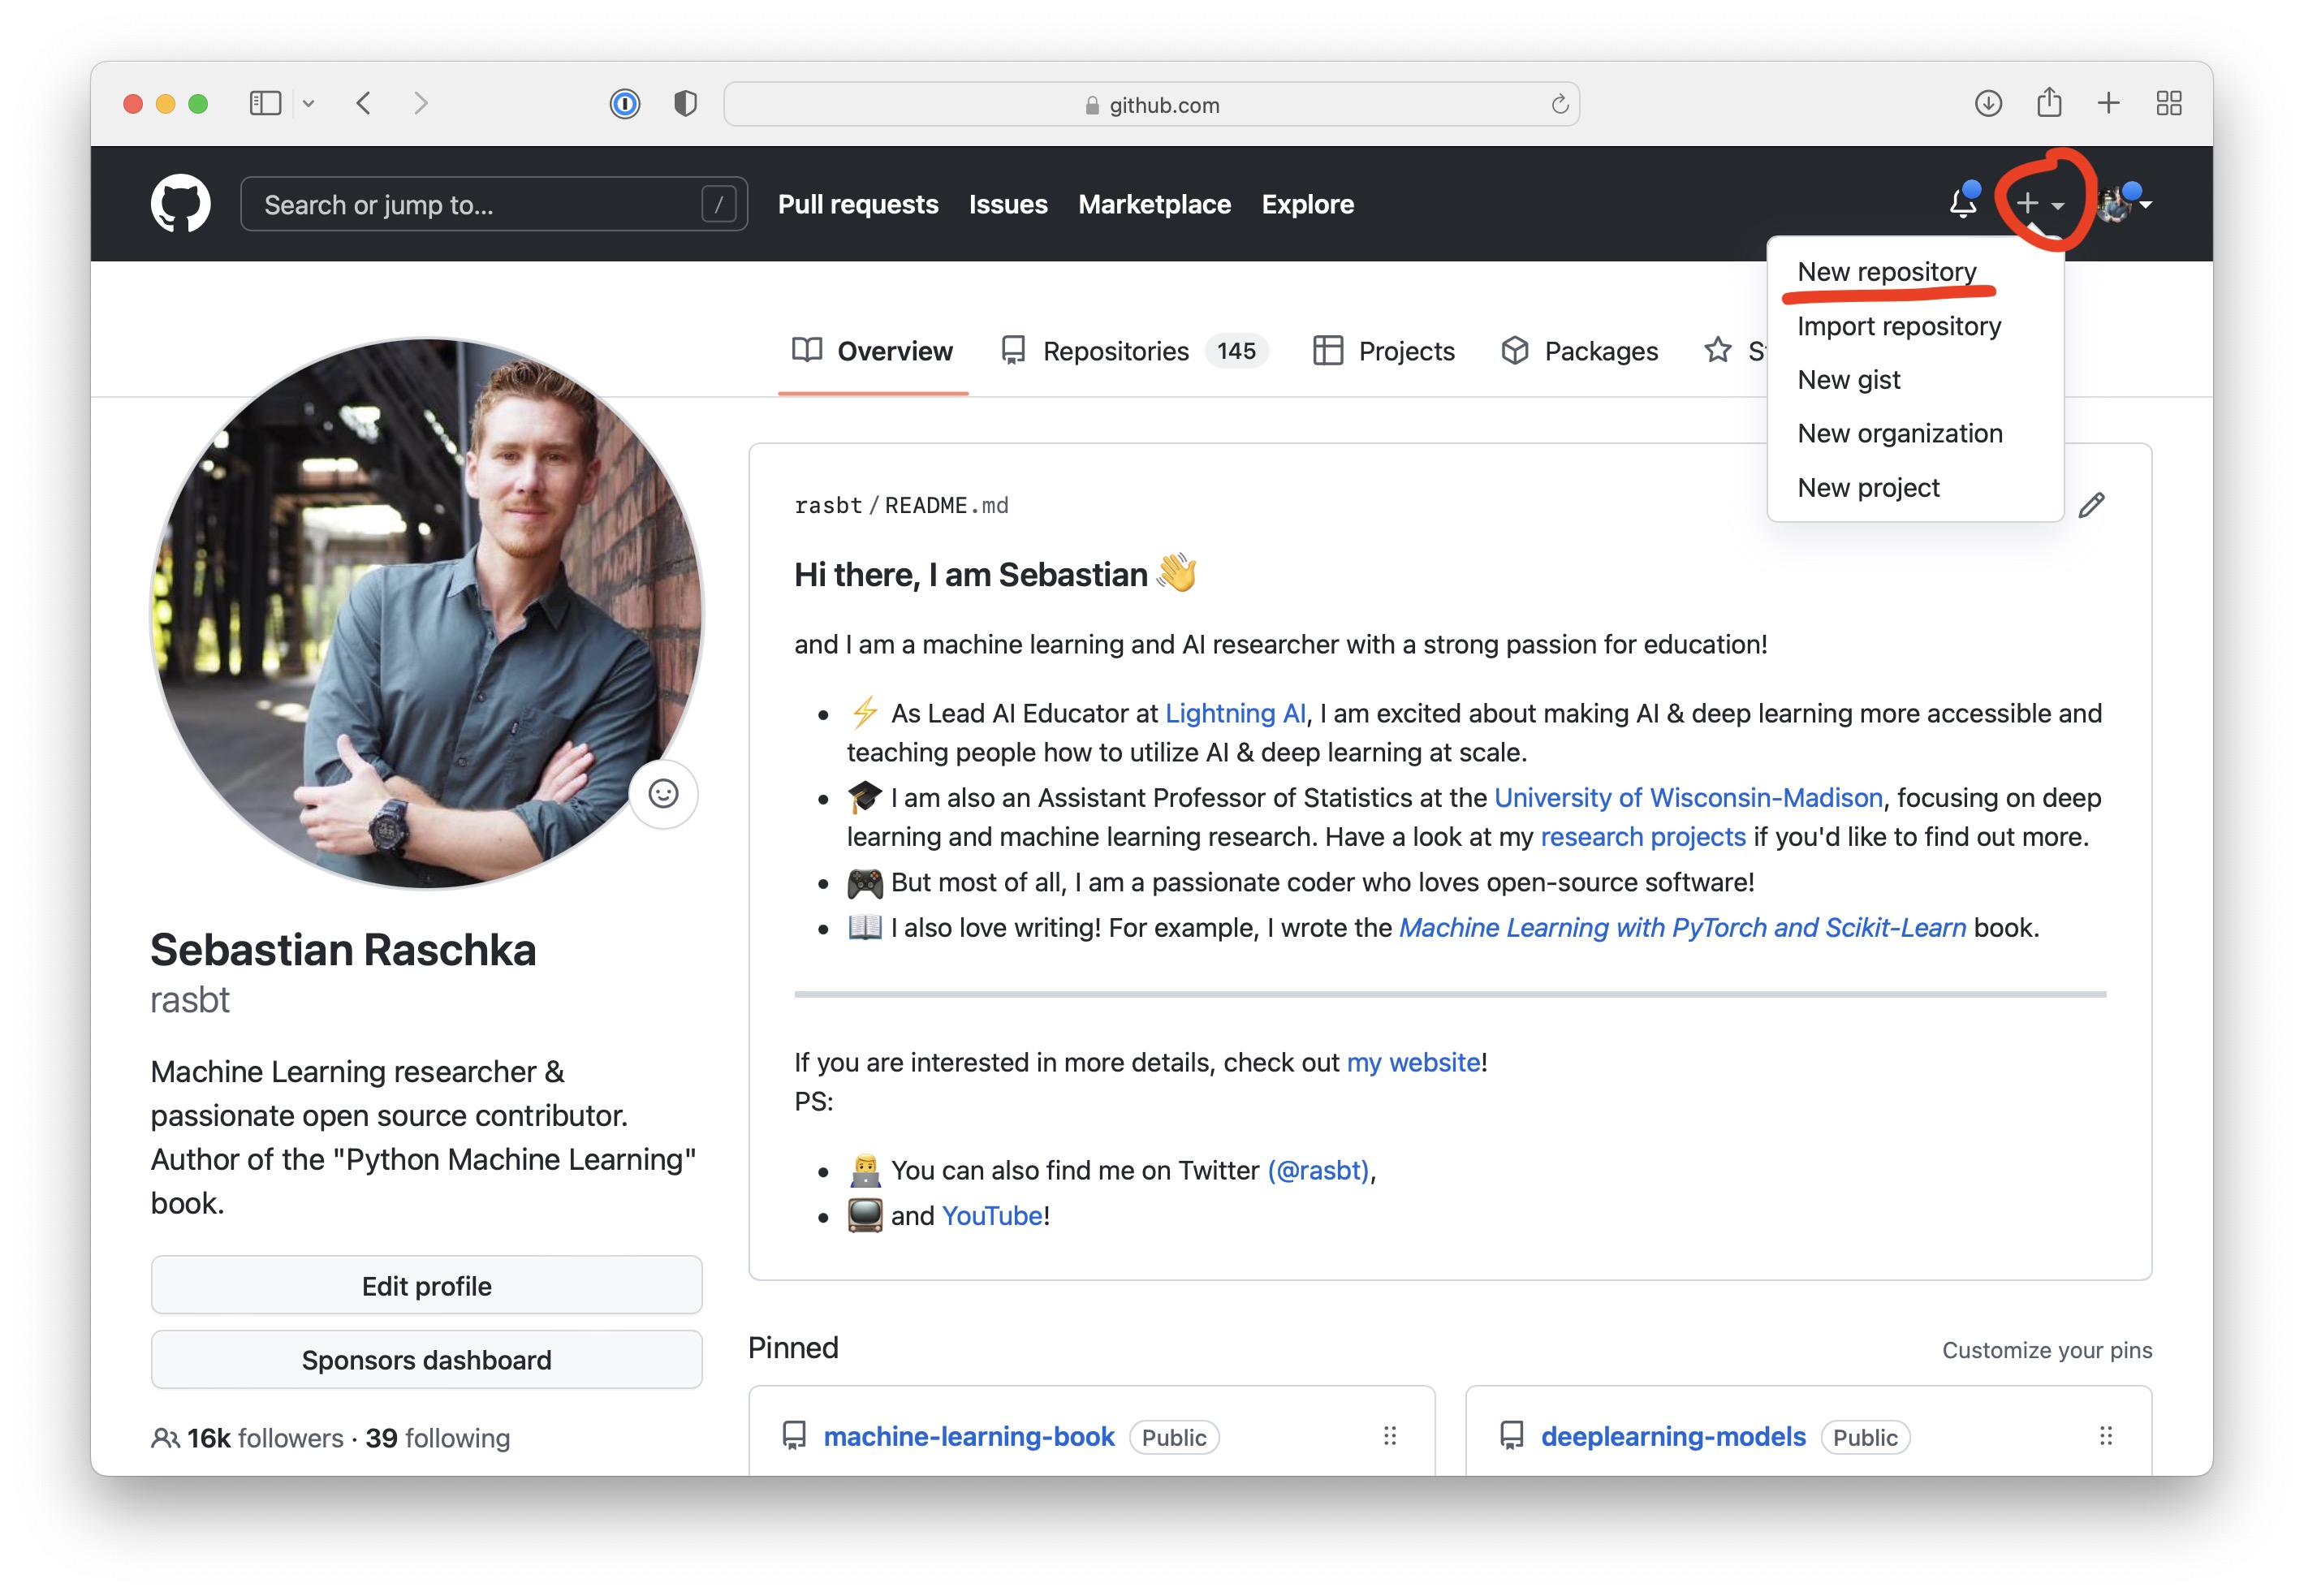 github.com
Search or jump to... /
Pull requests Issues Marketplace Explore
New repository
Import repository
New gist
New organization
New project
Overview Repositories 145 Projects Packages
rasbt / README.md
Hi there, I am Sebastian 👋
and I am a machine learning and AI researcher with a strong passion for education!
⚡ As Lead AI Educator at Lightning AI, I am excited about making AI & deep learning more accessible and
teaching people how to utilize AI & deep learning at scale.
🎓 I am also an Assistant Professor of Statistics at the University of Wisconsin-Madison, focusing on deep
learning and machine learning research. Have a look at my research projects if you'd like to find out more.
🎮 But most of all, I am a passionate coder who loves open-source software!
📖 I also love writing! For example, I wrote the Machine Learning with PyTorch and Scikit-Learn book.
If you are interested in more details, check out my website!
PS:
👨‍💻 You can also find me on Twitter (@rasbt),
📺 and YouTube!
Sebastian Raschka
rasbt
Machine Learning researcher &
passionate open source contributor.
Author of the "Python Machine Learning"
book.
Edit profile
Sponsors dashboard
16k followers · 39 following
Pinned
Customize your pins
machine-learning-book Public
deeplearning-models Public